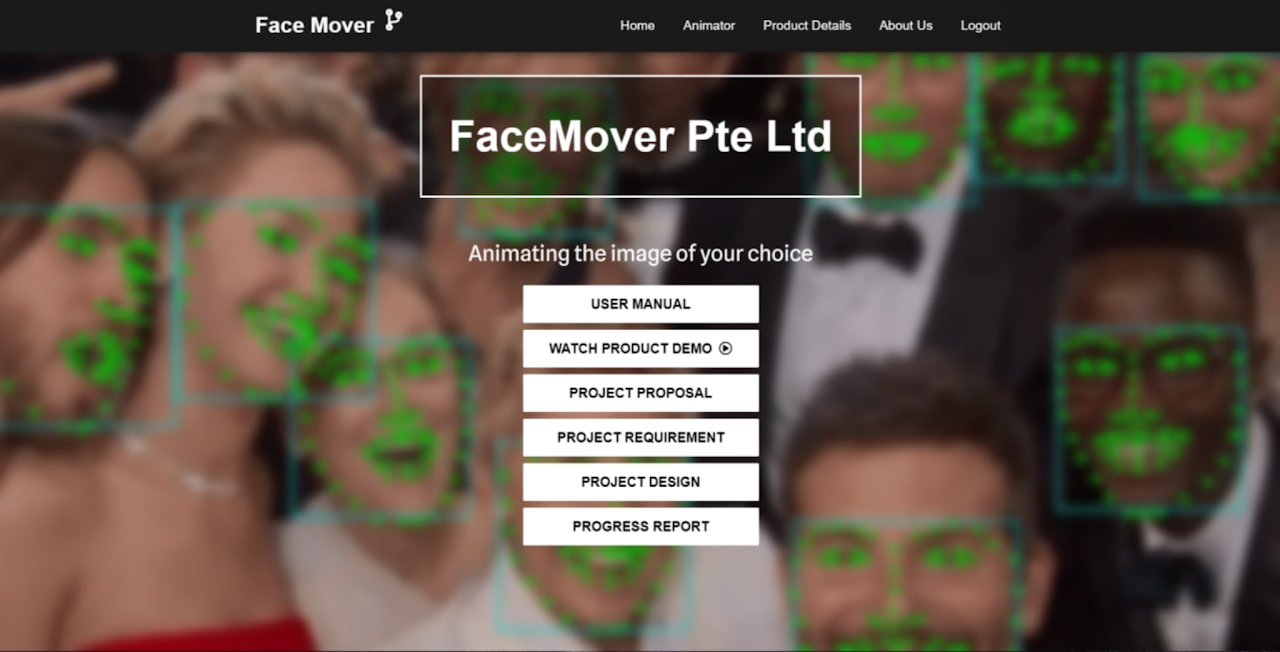 Face Mover
Home Animator Product Details About Us Logout
FaceMover Pte Ltd
Animating the image of your choice
USER MANUAL
WATCH PRODUCT DEMO
PROJECT PROPOSAL
PROJECT REQUIREMENT
PROJECT DESIGN
PROGRESS REPORT